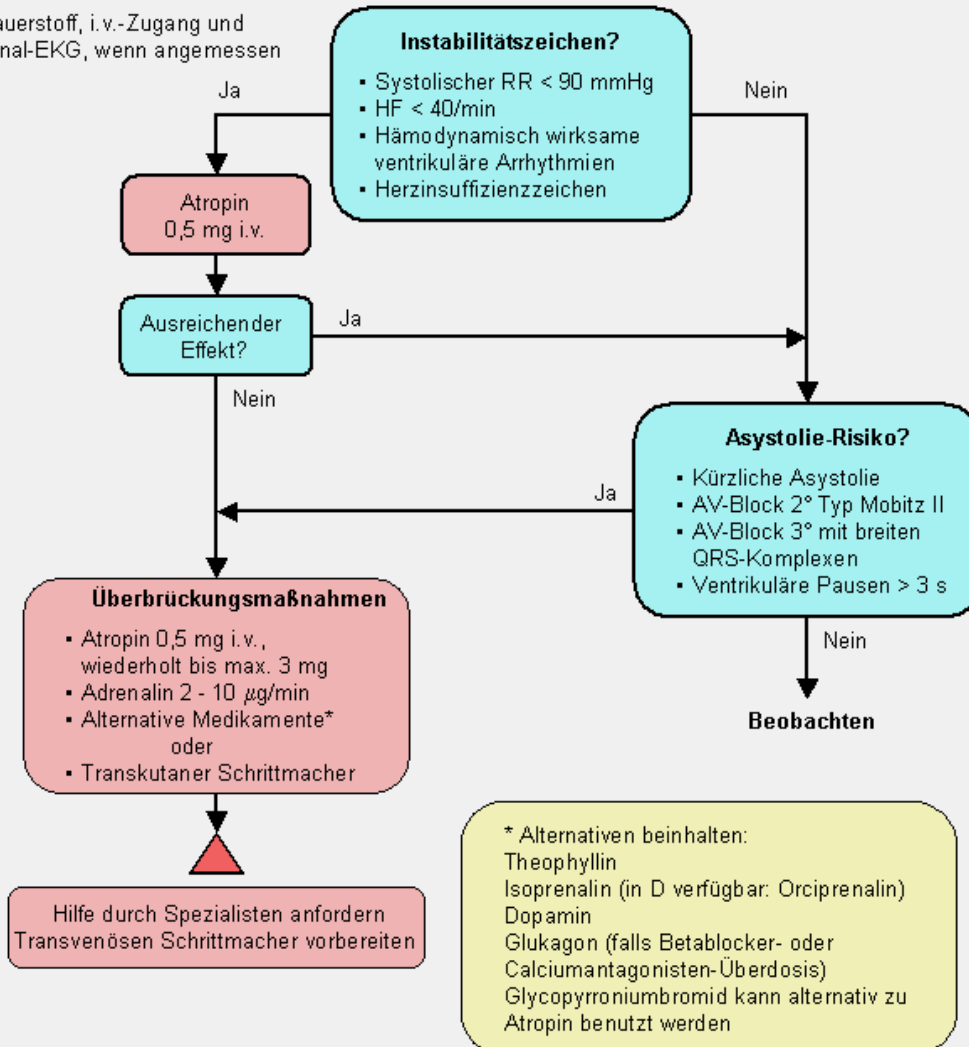 auerstoff, i.v.-Zugang und
nal-EKG, wenn angemessen
Instabilitätszeichen?
▪ Systolischer RR < 90 mmHg
▪ HF < 40/min
▪ Hämodynamisch wirksame
ventrikuläre Arrhythmien
▪ Herzinsuffizienzzeichen
Ja
Nein
Atropin
0,5 mg i.v.
Ausreichender
Effekt?
Ja
Nein
Asystolie-Risiko?
▪ Kürzliche Asystolie
▪ AV-Block 2° Typ Mobitz II
▪ AV-Block 3° mit breiten
QRS-Komplexen
▪ Ventrikuläre Pausen > 3 s
Ja
Nein
Beobachten
Überbrückungsmaßnahmen
▪ Atropin 0,5 mg i.v.,
wiederholt bis max. 3 mg
▪ Adrenalin 2 - 10 µg/min
▪ Alternative Medikamente*
oder
▪ Transkutaner Schrittmacher
Hilfe durch Spezialisten anfordern
Transvenösen Schrittmacher vorbereiten
* Alternativen beinhalten:
Theophyllin
Isoprenalin (in D verfügbar: Orciprenalin)
Dopamin
Glukagon (falls Betablocker- oder
Calciumantagonisten-Überdosis)
Glycopyrroniumbromid kann alternativ zu
Atropin benutzt werden